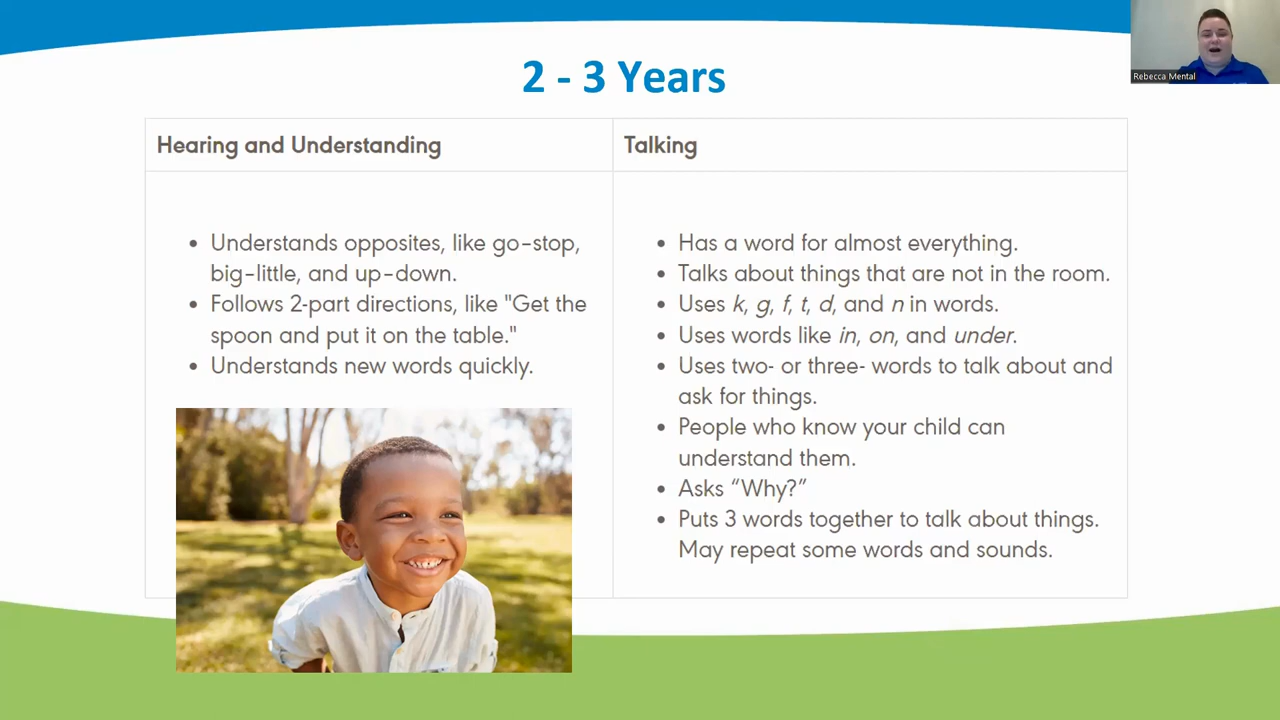 2 - 3 Years
Rebecca Mental
Hearing and Understanding
Talking
Understands opposites, like go–stop,
big–little, and up–down.
Follows 2-part directions, like "Get the
spoon and put it on the table."
Understands new words quickly.
Has a word for almost everything.
Talks about things that are not in the room.
Uses k, g, f, t, d, and n in words.
Uses words like in, on, and under.
Uses two- or three- words to talk about and
ask for things.
People who know your child can
understand them.
Asks “Why?”
Puts 3 words together to talk about things.
May repeat some words and sounds.